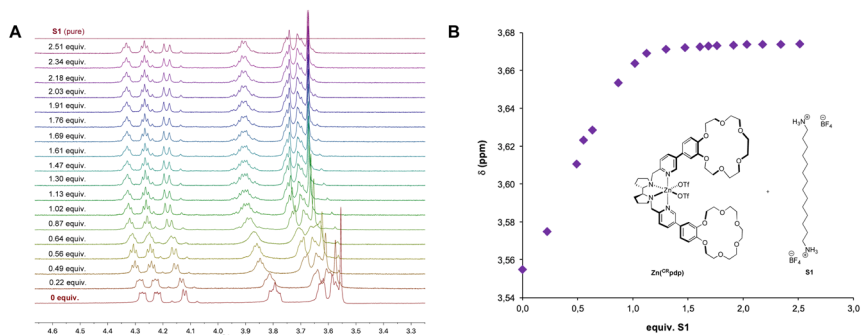 A
S1 (pure)
2.51 equiv.
2.34 equiv.
2.18 equiv.
2.03 equiv.
1.91 equiv.
1.76 equiv.
1.69 equiv.
1.61 equiv.
1.47 equiv.
1.30 equiv.
1.13 equiv.
1.02 equiv.
0.87 equiv.
0.64 equiv.
0.56 equiv.
0.49 equiv.
0.22 equiv.
0 equiv.
4.6 4.5 4.4 4.3 4.2 4.1 4.0 3.9 3.8 3.7 3.6 3.5 3.4 3.3
B
δ (ppm)
3,68
3,66
3,64
3,62
3,60
3,58
3,56
3,54
0,0 0,5 1,0 1,5 2,0 2,5 3,0
equiv. S1
O O
O O
O O
N
N
Zn
OTf
OTf
N
N
O O
O O
O O
Zn(CRpdp)
+
H3N ⊕
⊖
BF4
⊖
BF4
⊕
NH3
S1